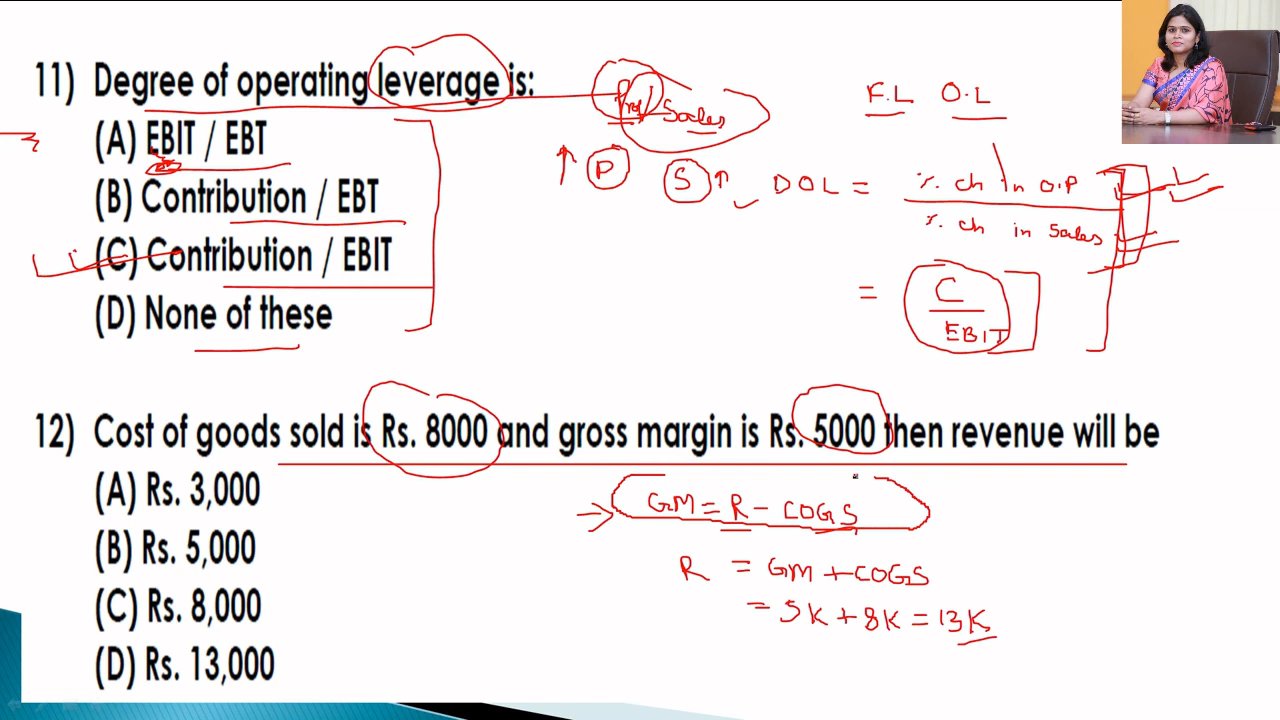 11) Degree of operating leverage is:
(A) EBIT / EBT
(B) Contribution / EBT
(C) Contribution / EBIT
(D) None of these
Sales
F.L O.L
P S DOL = % ch in O.P
% ch in Sales
= C
EBIT
12) Cost of goods sold is Rs. 8000 and gross margin is Rs. 5000 then revenue will be
(A) Rs. 3,000
(B) Rs. 5,000
(C) Rs. 8,000
(D) Rs. 13,000
GM = R - COGS
R = GM + COGS
= 5K + 8K = 13K